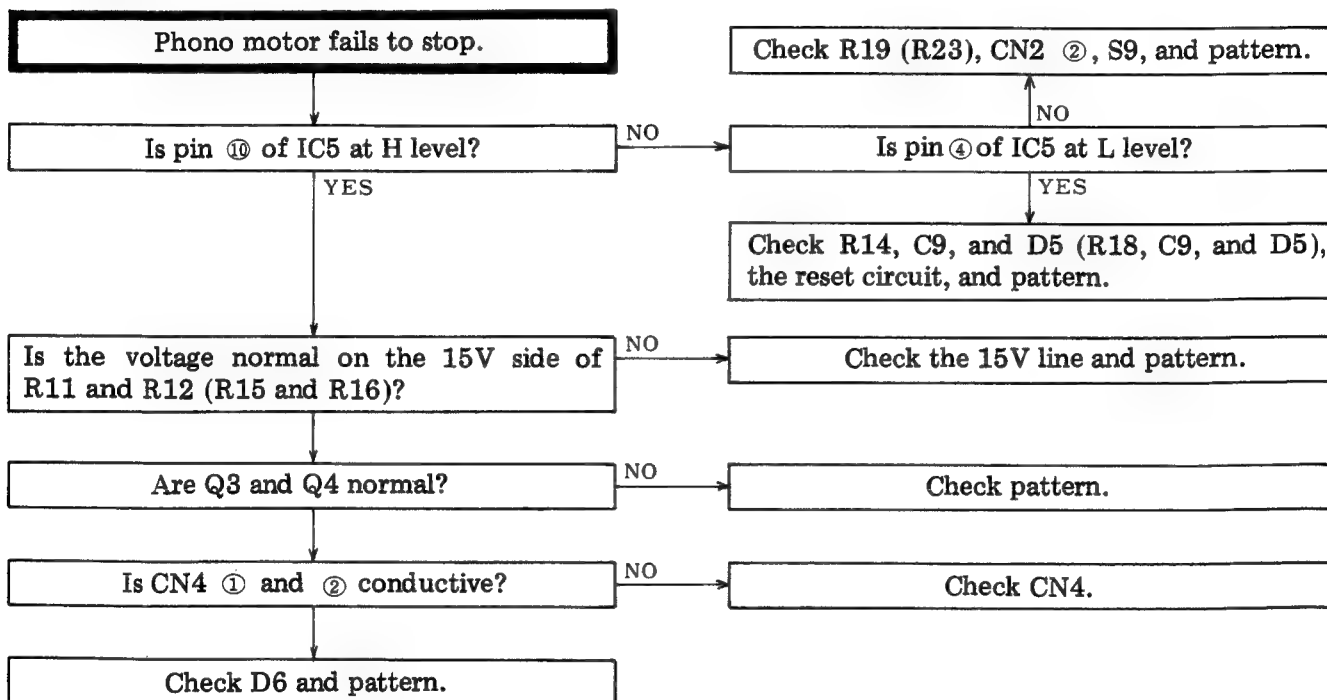 Phono motor fails to stop.
Check R19 (R23), CN2 ②, S9, and pattern.
NO
Is pin ⑩ of IC5 at H level?
NO
Is pin ④ of IC5 at L level?
YES
YES
Check R14, C9, and D5 (R18, C9, and D5),
the reset circuit, and pattern.
Is the voltage normal on the 15V side of
R11 and R12 (R15 and R16)?
NO
Check the 15V line and pattern.
Are Q3 and Q4 normal?
NO
Check pattern.
Is CN4 ① and ② conductive?
NO
Check CN4.
Check D6 and pattern.